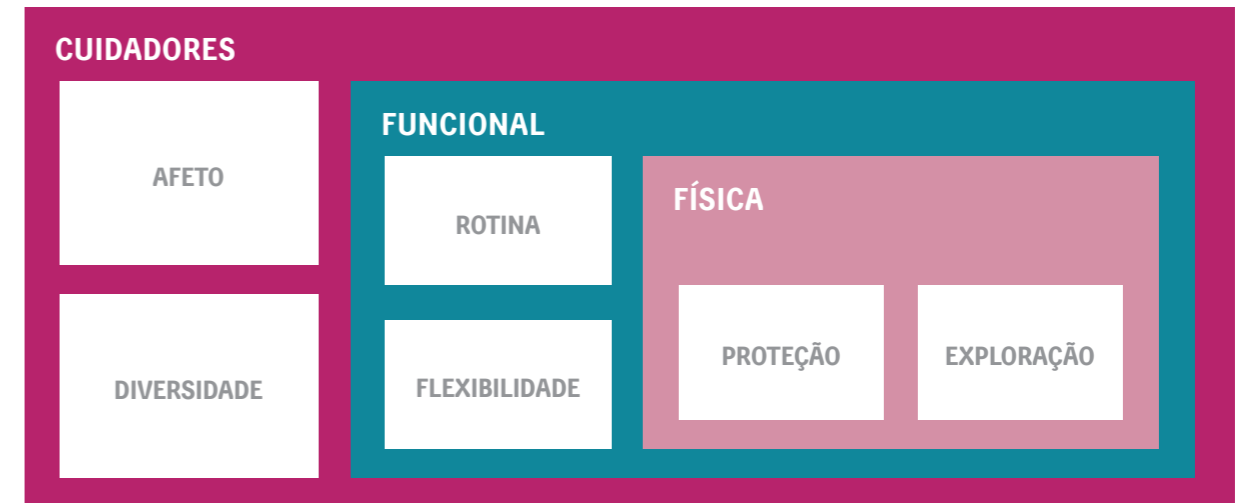 CUIDADORES
AFETO
DIVERSIDADE
FUNCIONAL
ROTINA
FLEXIBILIDADE
FÍSICA
PROTEÇÃO
EXPLORAÇÃO